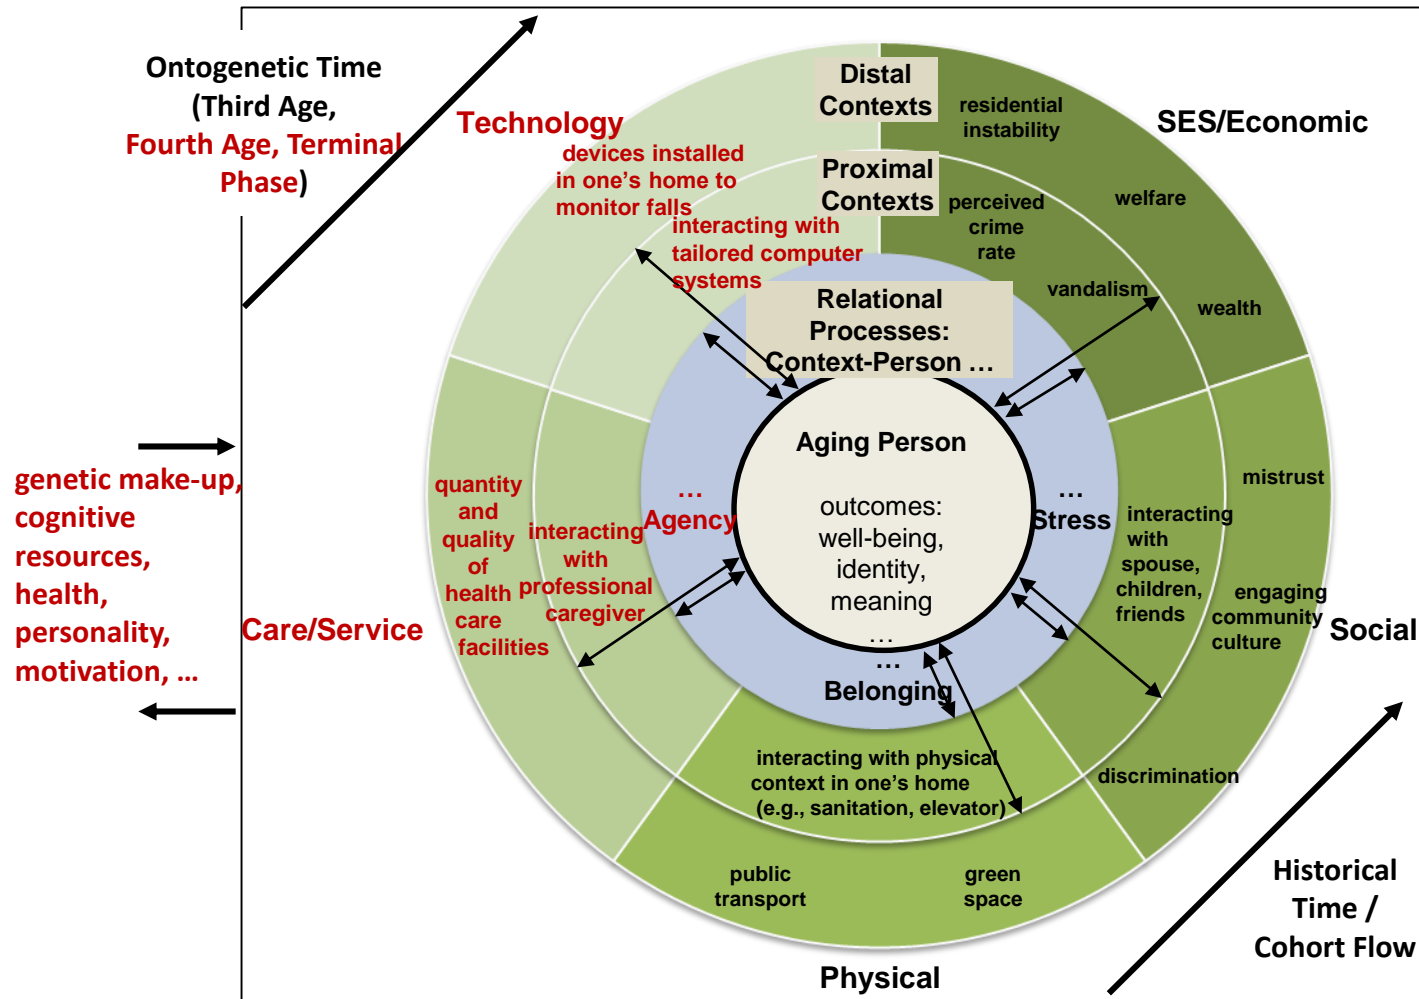 Ontogenetic Time
(Third Age,
Fourth Age, Terminal
Phase)
Technology
devices installed
in one's home to
monitor falls
interacting with
tailored computer
systems
Distal
Contexts
Proximal
Contexts
Relational
Processes:
Context-Person …
residential
instability
SES/Economic
welfare
perceived
crime
rate
vandalism
wealth
Aging Person
outcomes:
well-being,
identity,
meaning
…
genetic make-up,
cognitive
resources,
health,
personality,
motivation, …
Care/Service
quantity
and
quality
of
health
care
facilities
interacting
with
professional
caregiver
…
Agency
…
Stress
interacting
with
spouse,
children,
friends
mistrust
engaging
community
culture
Social
discrimination
…
Belonging
interacting with physical
context in one's home
(e.g., sanitation, elevator)
public
transport
green
space
Physical
Historical
Time /
Cohort Flow